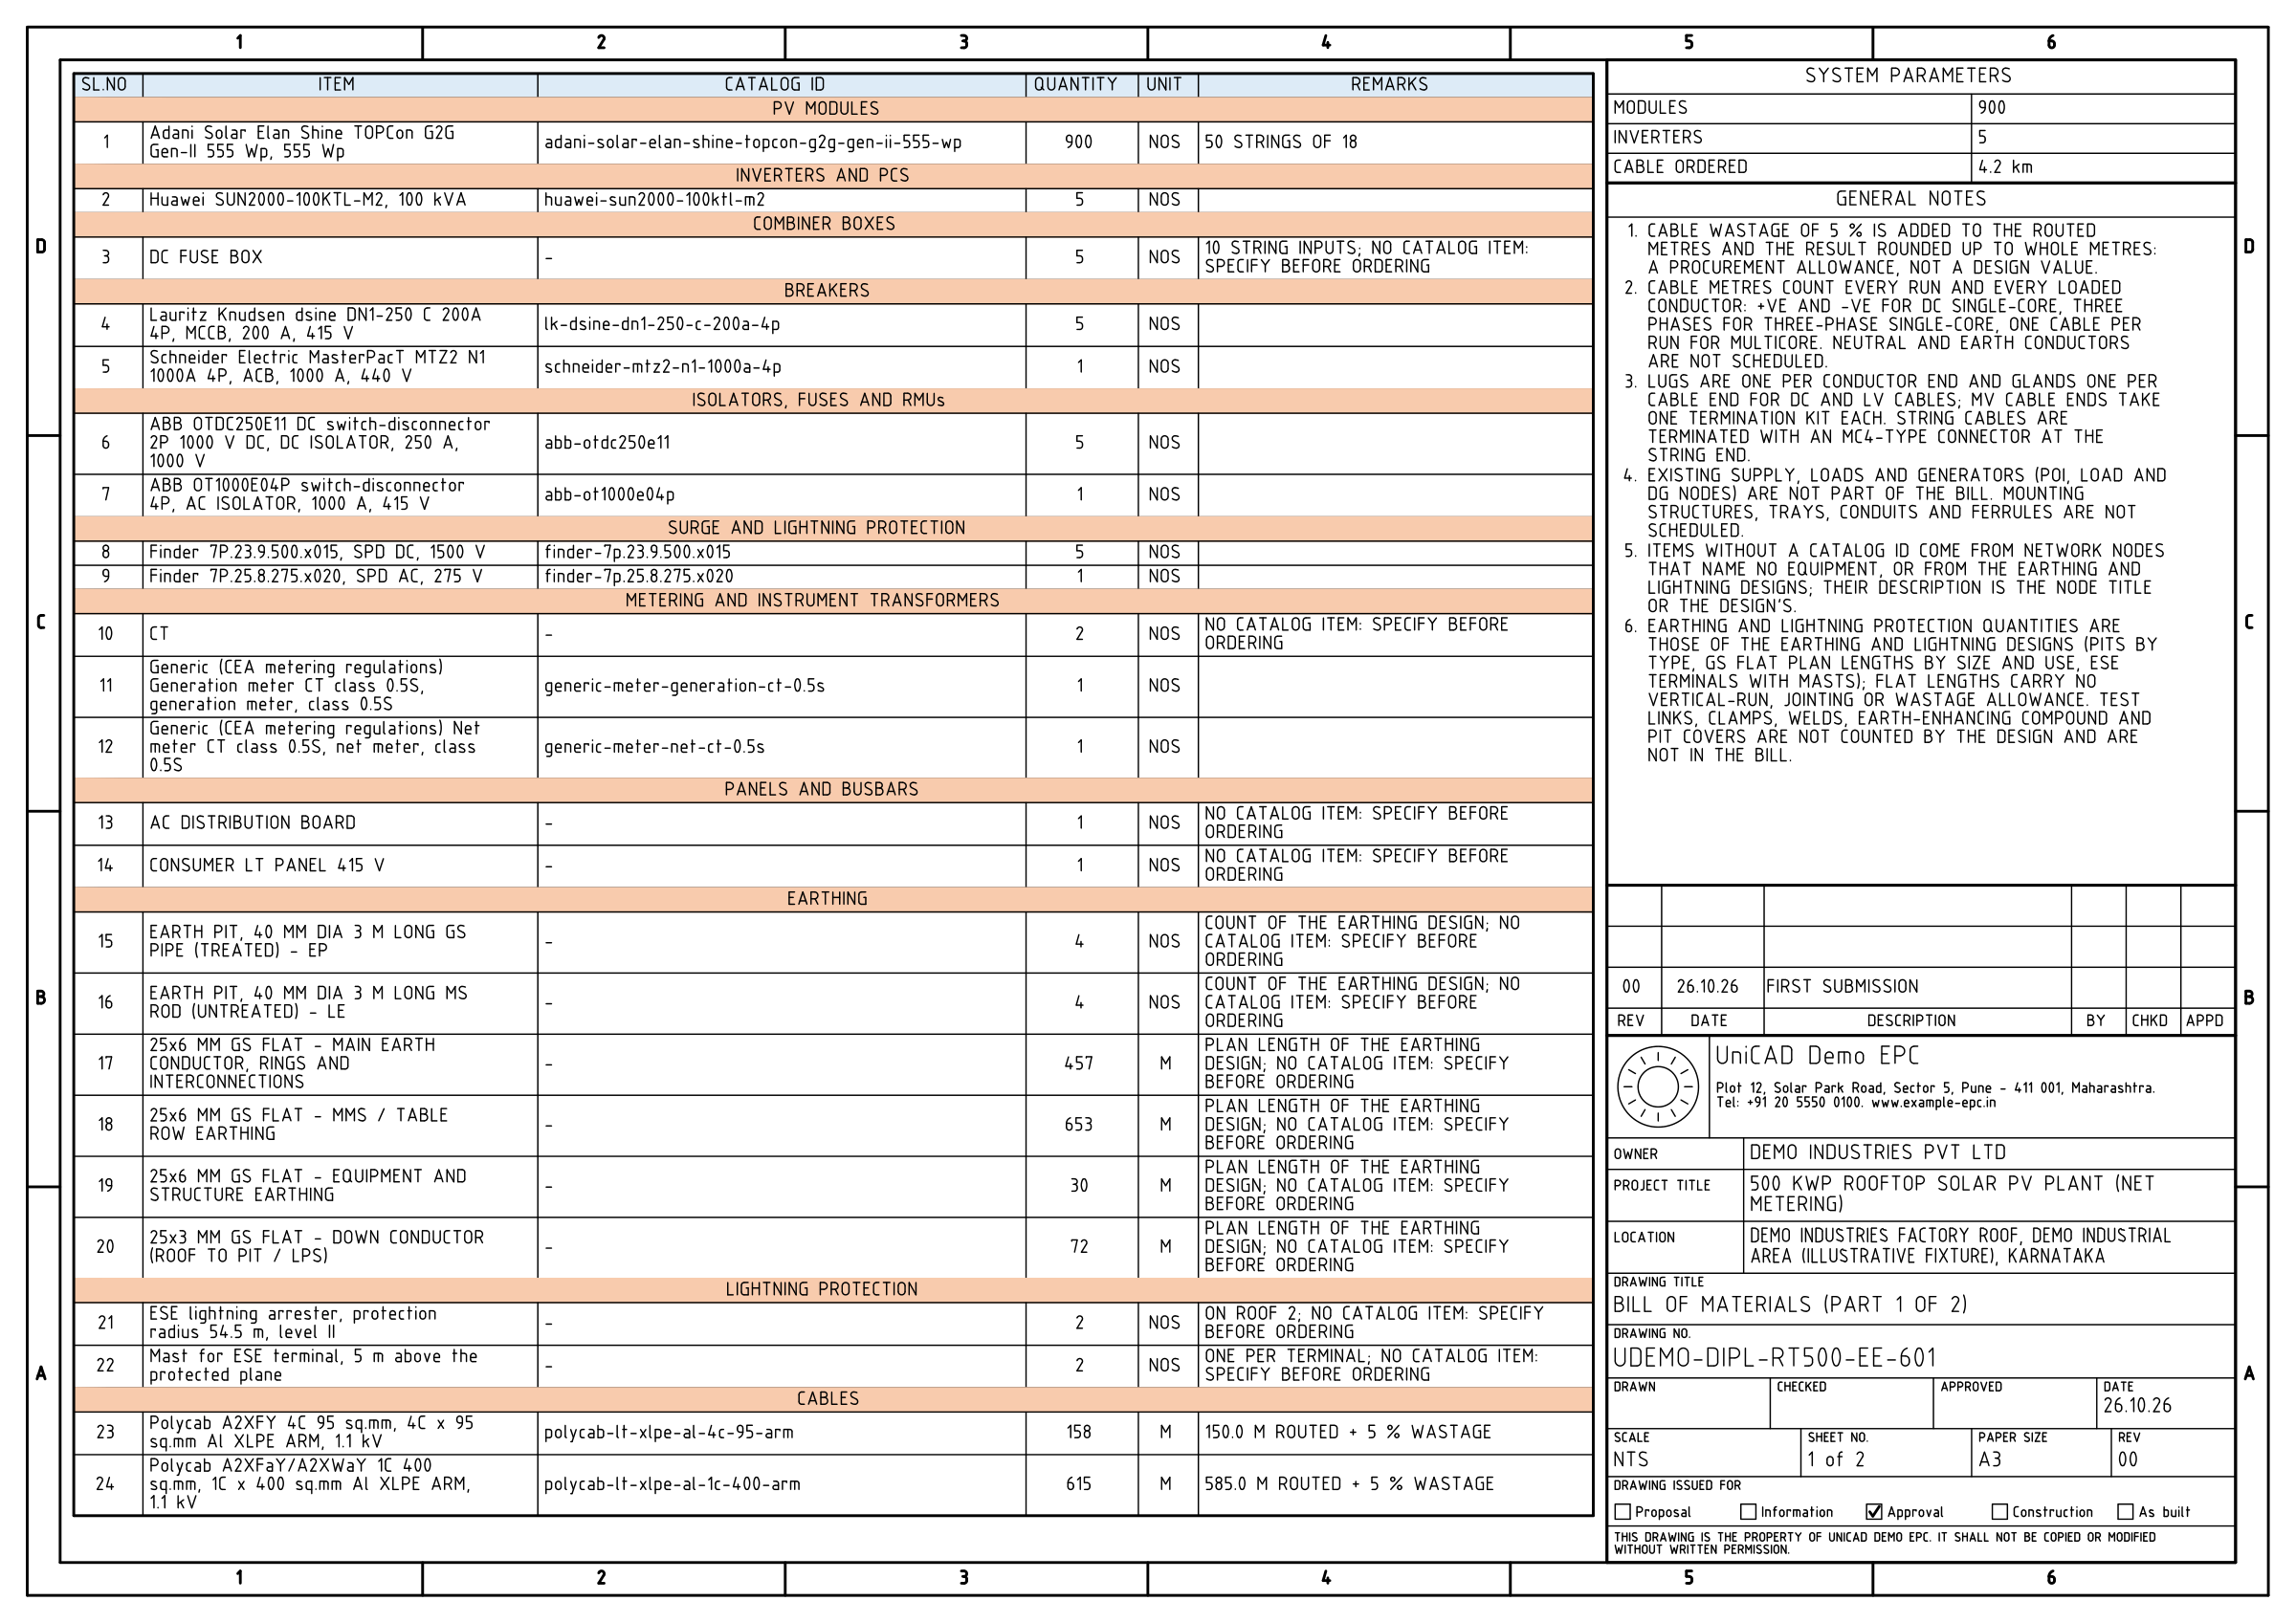 1 2 3 4 5 6
SL.NO ITEM CATALOG ID QUANTITY UNIT REMARKS
PV MODULES
1 Adani Solar Elan Shine TOPCon G2G Gen-II 555 Wp, 555 Wp adani-solar-elan-shine-topcon-g2g-gen-ii-555-wp 900 NOS 50 STRINGS OF 18
INVERTERS AND PCS
2 Huawei SUN2000-100KTL-M2, 100 kVA huawei-sun2000-100ktl-m2 5 NOS
COMBINER BOXES
3 DC FUSE BOX - 5 NOS 10 STRING INPUTS; NO CATALOG ITEM: SPECIFY BEFORE ORDERING
BREAKERS
4 Lauritz Knudsen dsine DN1-250 C 200A 4P, MCCB, 200 A, 415 V lk-dsine-dn1-250-c-200a-4p 5 NOS
5 Schneider Electric MasterPacT MTZ2 N1 1000A 4P, ACB, 1000 A, 440 V schneider-mtz2-n1-1000a-4p 1 NOS
ISOLATORS, FUSES AND RMUs
6 ABB OTDC250E11 DC switch-disconnector 2P 1000 V DC, DC ISOLATOR, 250 A, 1000 V abb-otdc250e11 5 NOS
7 ABB OT1000E04P switch-disconnector 4P, AC ISOLATOR, 1000 A, 415 V abb-ot1000e04p 1 NOS
SURGE AND LIGHTNING PROTECTION
8 Finder 7P.23.9.500.x015, SPD DC, 1500 V finder-7p.23.9.500.x015 5 NOS
9 Finder 7P.25.8.275.x020, SPD AC, 275 V finder-7p.25.8.275.x020 1 NOS
METERING AND INSTRUMENT TRANSFORMERS
10 CT - 2 NOS NO CATALOG ITEM: SPECIFY BEFORE ORDERING
11 Generic (CEA metering regulations) Generation meter CT class 0.5S, generation meter, class 0.5S generic-meter-generation-ct-0.5s 1 NOS
12 Generic (CEA metering regulations) Net meter CT class 0.5S, net meter, class 0.5S generic-meter-net-ct-0.5s 1 NOS
PANELS AND BUSBARS
13 AC DISTRIBUTION BOARD - 1 NOS NO CATALOG ITEM: SPECIFY BEFORE ORDERING
14 CONSUMER LT PANEL 415 V - 1 NOS NO CATALOG ITEM: SPECIFY BEFORE ORDERING
EARTHING
15 EARTH PIT, 40 MM DIA 3 M LONG GS PIPE (TREATED) - EP - 4 NOS COUNT OF THE EARTHING DESIGN; NO CATALOG ITEM: SPECIFY BEFORE ORDERING
16 EARTH PIT, 40 MM DIA 3 M LONG MS ROD (UNTREATED) - LE - 4 NOS COUNT OF THE EARTHING DESIGN; NO CATALOG ITEM: SPECIFY BEFORE ORDERING
17 25x6 MM GS FLAT - MAIN EARTH CONDUCTOR, RINGS AND INTERCONNECTIONS - 457 M PLAN LENGTH OF THE EARTHING DESIGN; NO CATALOG ITEM: SPECIFY BEFORE ORDERING
18 25x6 MM GS FLAT - MMS / TABLE ROW EARTHING - 653 M PLAN LENGTH OF THE EARTHING DESIGN; NO CATALOG ITEM: SPECIFY BEFORE ORDERING
19 25x6 MM GS FLAT - EQUIPMENT AND STRUCTURE EARTHING - 30 M PLAN LENGTH OF THE EARTHING DESIGN; NO CATALOG ITEM: SPECIFY BEFORE ORDERING
20 25x3 MM GS FLAT - DOWN CONDUCTOR (ROOF TO PIT / LPS) - 72 M PLAN LENGTH OF THE EARTHING DESIGN; NO CATALOG ITEM: SPECIFY BEFORE ORDERING
LIGHTNING PROTECTION
21 ESE lightning arrester, protection radius 54.5 m, level II - 2 NOS ON ROOF 2; NO CATALOG ITEM: SPECIFY BEFORE ORDERING
22 Mast for ESE terminal, 5 m above the protected plane - 2 NOS ONE PER TERMINAL; NO CATALOG ITEM: SPECIFY BEFORE ORDERING
CABLES
23 Polycab A2XFY 4C 95 sq.mm, 4C x 95 sq.mm Al XLPE ARM, 1.1 kV polycab-lt-xlpe-al-4c-95-arm 158 M 150.0 M ROUTED + 5 % WASTAGE
24 Polycab A2XFaY/A2XWaY 1C 400 sq.mm, 1C x 400 sq.mm Al XLPE ARM, 1.1 kV polycab-lt-xlpe-al-1c-400-arm 615 M 585.0 M ROUTED + 5 % WASTAGE
SYSTEM PARAMETERS
MODULES 900
INVERTERS 5
CABLE ORDERED 4.2 km
GENERAL NOTES
1. CABLE WASTAGE OF 5 % IS ADDED TO THE ROUTED
METRES AND THE RESULT ROUNDED UP TO WHOLE METRES:
A PROCUREMENT ALLOWANCE, NOT A DESIGN VALUE.
2. CABLE METRES COUNT EVERY RUN AND EVERY LOADED
CONDUCTOR: +VE AND -VE FOR DC SINGLE-CORE, THREE
PHASES FOR THREE-PHASE SINGLE-CORE, ONE CABLE PER
RUN FOR MULTICORE. NEUTRAL AND EARTH CONDUCTORS
ARE NOT SCHEDULED.
3. LUGS ARE ONE PER CONDUCTOR END AND GLANDS ONE PER
CABLE END FOR DC AND LV CABLES; MV CABLE ENDS TAKE
ONE TERMINATION KIT EACH. STRING CABLES ARE
TERMINATED WITH AN MC4-TYPE CONNECTOR AT THE
STRING END.
4. EXISTING SUPPLY, LOADS AND GENERATORS (POI, LOAD AND
DG NODES) ARE NOT PART OF THE BILL. MOUNTING
STRUCTURES, TRAYS, CONDUITS AND FERRULES ARE NOT
SCHEDULED.
5. ITEMS WITHOUT A CATALOG ID COME FROM NETWORK NODES
THAT NAME NO EQUIPMENT, OR FROM THE EARTHING AND
LIGHTNING DESIGNS; THEIR DESCRIPTION IS THE NODE TITLE
OR THE DESIGN'S.
6. EARTHING AND LIGHTNING PROTECTION QUANTITIES ARE
THOSE OF THE EARTHING AND LIGHTNING DESIGNS (PITS BY
TYPE, GS FLAT PLAN LENGTHS BY SIZE AND USE, ESE
TERMINALS WITH MASTS); FLAT LENGTHS CARRY NO
VERTICAL-RUN, JOINTING OR WASTAGE ALLOWANCE. TEST
LINKS, CLAMPS, WELDS, EARTH-ENHANCING COMPOUND AND
PIT COVERS ARE NOT COUNTED BY THE DESIGN AND ARE
NOT IN THE BILL.
00 26.10.26 FIRST SUBMISSION
REV DATE DESCRIPTION BY CHKD APPD
UniCAD Demo EPC
Plot 12, Solar Park Road, Sector 5, Pune - 411 001, Maharashtra.
Tel: +91 20 5550 0100. www.example-epc.in
OWNER DEMO INDUSTRIES PVT LTD
PROJECT TITLE 500 KWP ROOFTOP SOLAR PV PLANT (NET
METERING)
LOCATION DEMO INDUSTRIES FACTORY ROOF, DEMO INDUSTRIAL
AREA (ILLUSTRATIVE FIXTURE), KARNATAKA
DRAWING TITLE
BILL OF MATERIALS (PART 1 OF 2)
DRAWING NO.
UDEMO-DIPL-RT500-EE-601
DRAWN CHECKED APPROVED DATE
26.10.26
SCALE SHEET NO. PAPER SIZE REV
NTS 1 of 2 A3 00
DRAWING ISSUED FOR
Proposal Information Approval Construction As built
THIS DRAWING IS THE PROPERTY OF UNICAD DEMO EPC. IT SHALL NOT BE COPIED OR MODIFIED
WITHOUT WRITTEN PERMISSION.
D D
C C
B B
A A
1 2 3 4 5 6